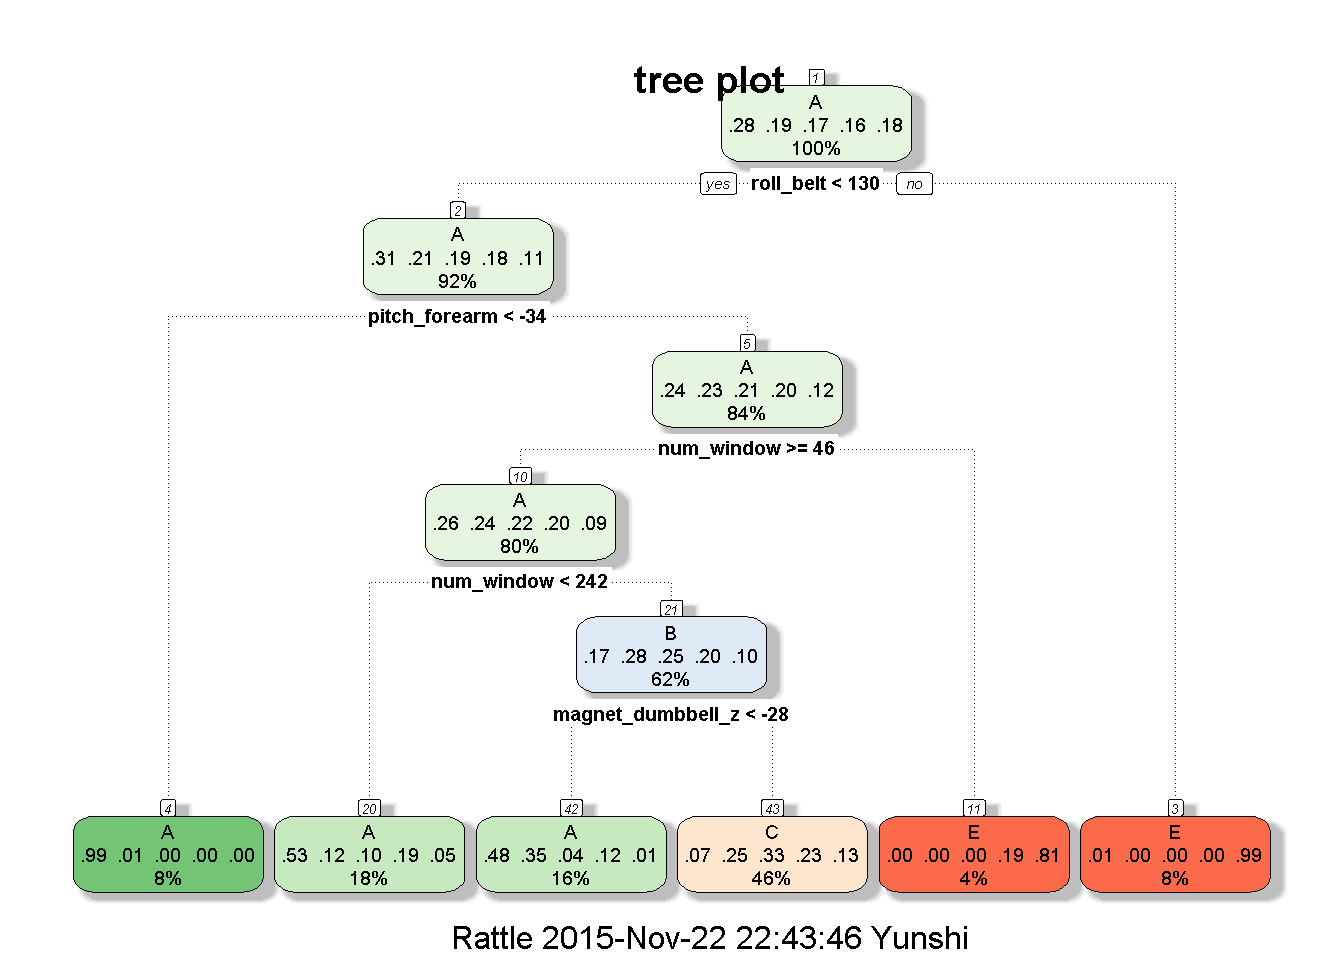 tree plot
1
A
.28 .19 .17 .16 .18
100%
yes roll_belt < 130 no
2
A
.31 .21 .19 .18 .11
92%
pitch_forearm < -34
5
A
.24 .23 .21 .20 .12
84%
num_window >= 46
10
A
.26 .24 .22 .20 .09
80%
num_window < 242
21
B
.17 .28 .25 .20 .10
62%
magnet_dumbbell_z < -28
4
A
.99 .01 .00 .00 .00
8%
20
A
.53 .12 .10 .19 .05
18%
42
A
.48 .35 .04 .12 .01
16%
43
C
.07 .25 .33 .23 .13
46%
11
E
.00 .00 .00 .19 .81
4%
3
E
.01 .00 .00 .00 .99
8%
Rattle 2015-Nov-22 22:43:46 Yunshi